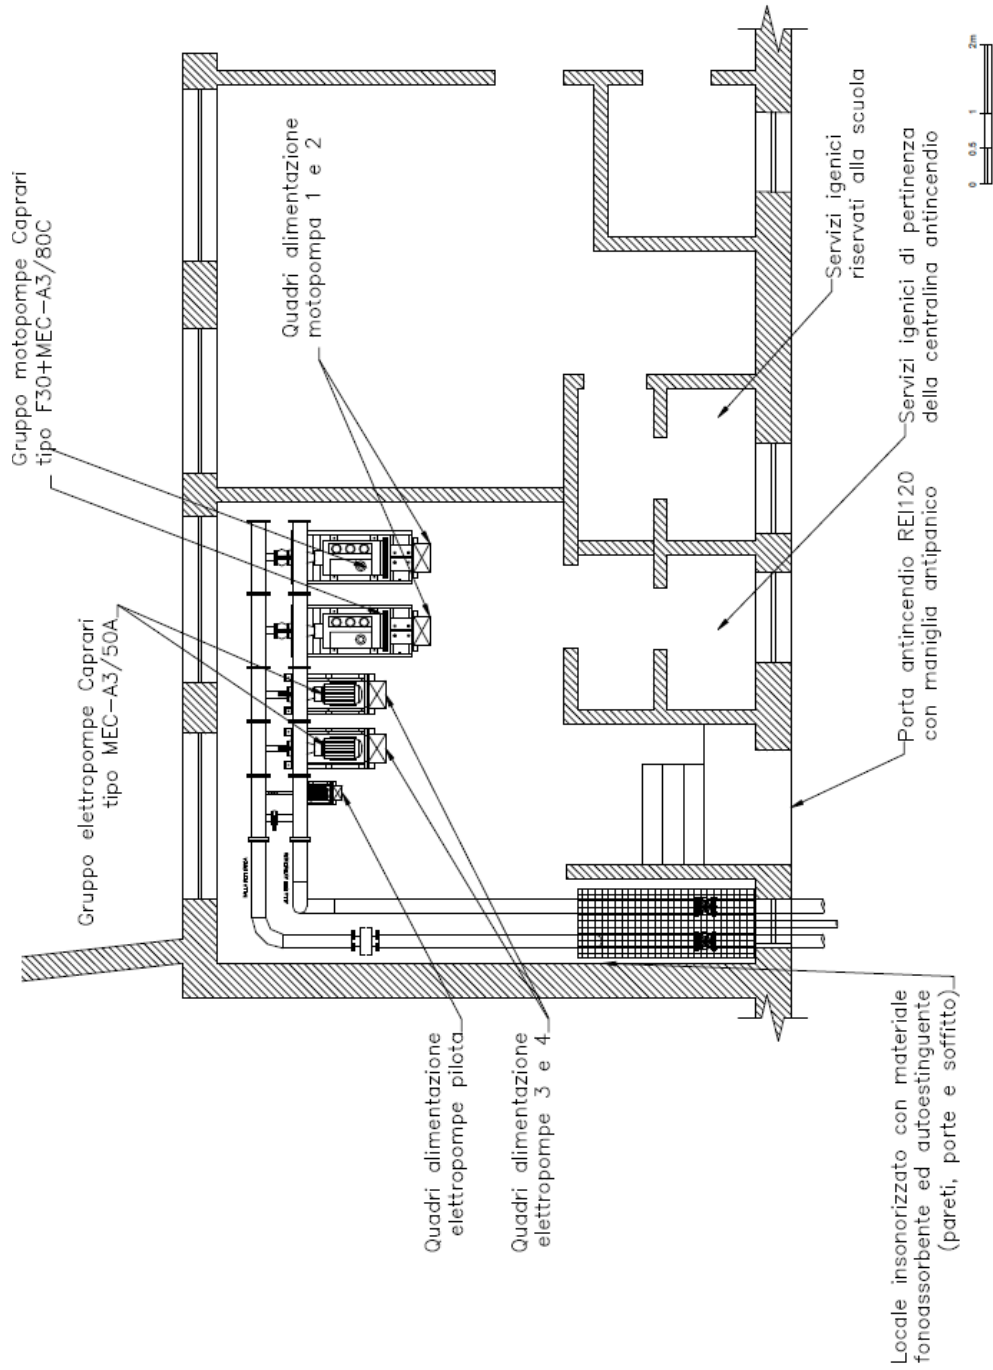 Gruppo motopompe Caprari
tipo F30+MEC-A3/80C
Gruppo elettropompe Caprari
tipo MEC-A3/50A
Quadri alimentazione
motopompa 1 e 2
Servizi igenici
riservati alla scuola
Servizi igenici di pertinenza
della centralina antincendio
Porta antincendio REI120
con maniglia antipanico
Quadri alimentazione
elettropompe pilota
Quadri alimentazione
elettropompe 3 e 4
Locale insonorizzato con materiale
fonoassorbente ed autoestinguente
(pareti, porte e soffitto)
0 0.5 1 2m